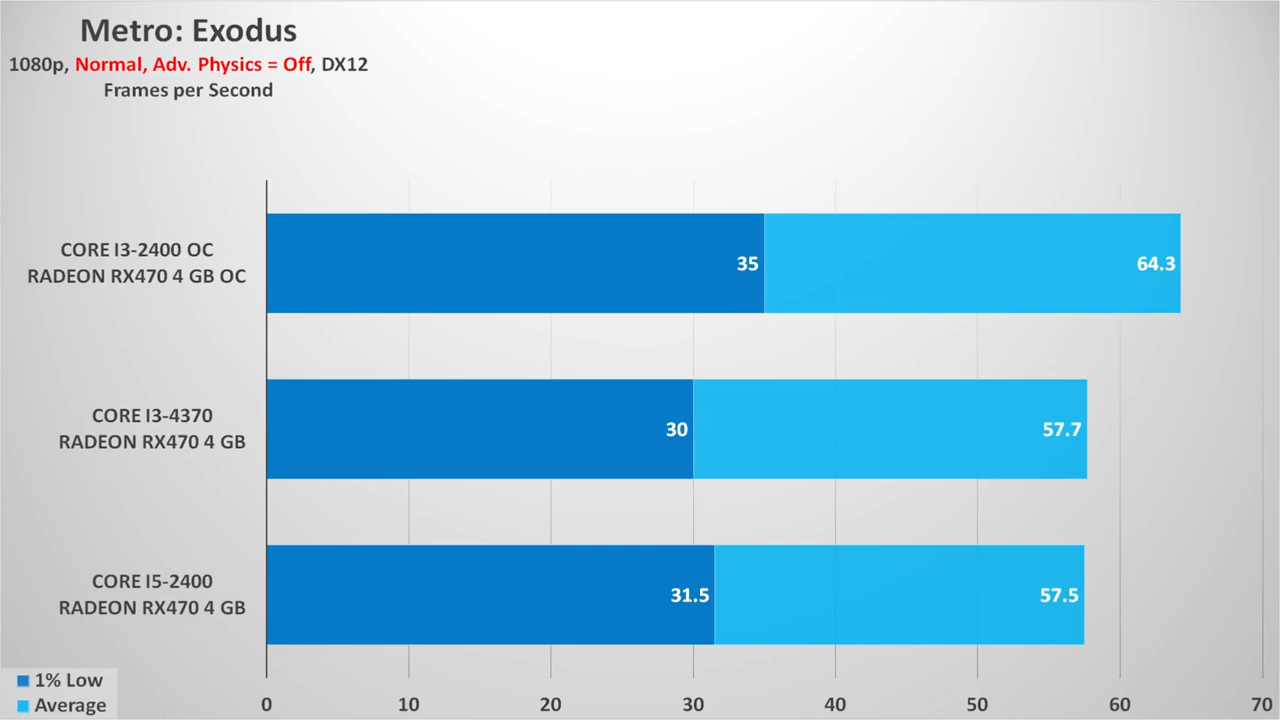 Metro: Exodus
1080p, Normal, Adv. Physics = Off, DX12
Frames per Second
CORE I3-2400 OC
RADEON RX470 4 GB OC
35
64.3
CORE I3-4370
RADEON RX470 4 GB
30
57.7
CORE I5-2400
RADEON RX470 4 GB
31.5
57.5
1% Low
Average
0 10 20 30 40 50 60 70